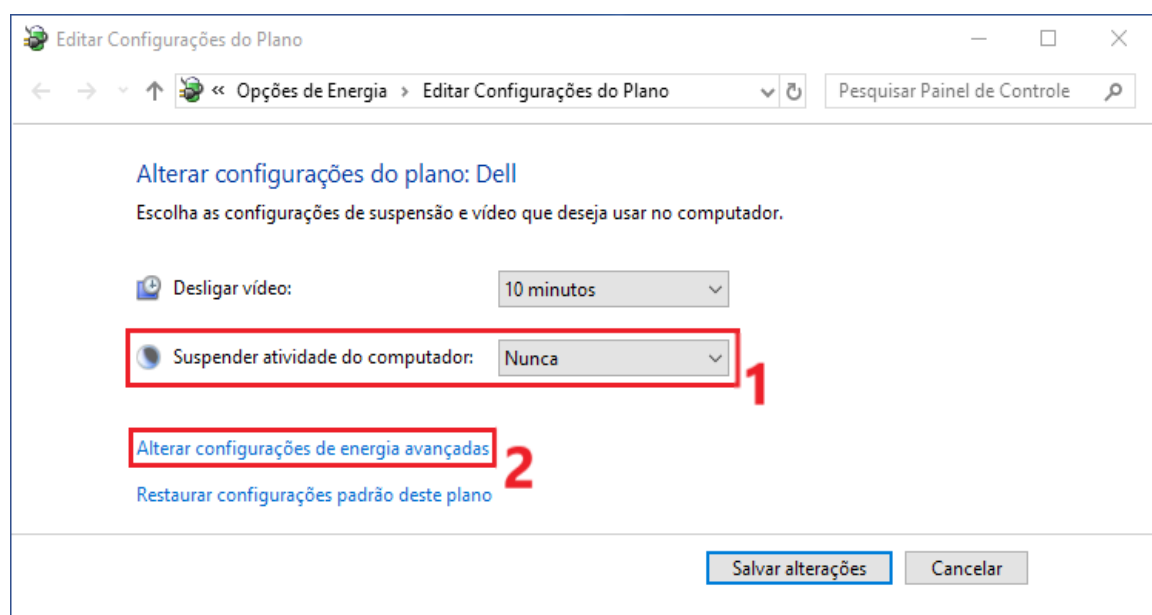 Editar Configurações do Plano
« Opções de Energia › Editar Configurações do Plano
Pesquisar Painel de Controle
Alterar configurações do plano: Dell
Escolha as configurações de suspensão e vídeo que deseja usar no computador.
Desligar vídeo: 10 minutos
Suspender atividade do computador: Nunca
1
Alterar configurações de energia avançadas
2
Restaurar configurações padrão deste plano
Salvar alterações Cancelar